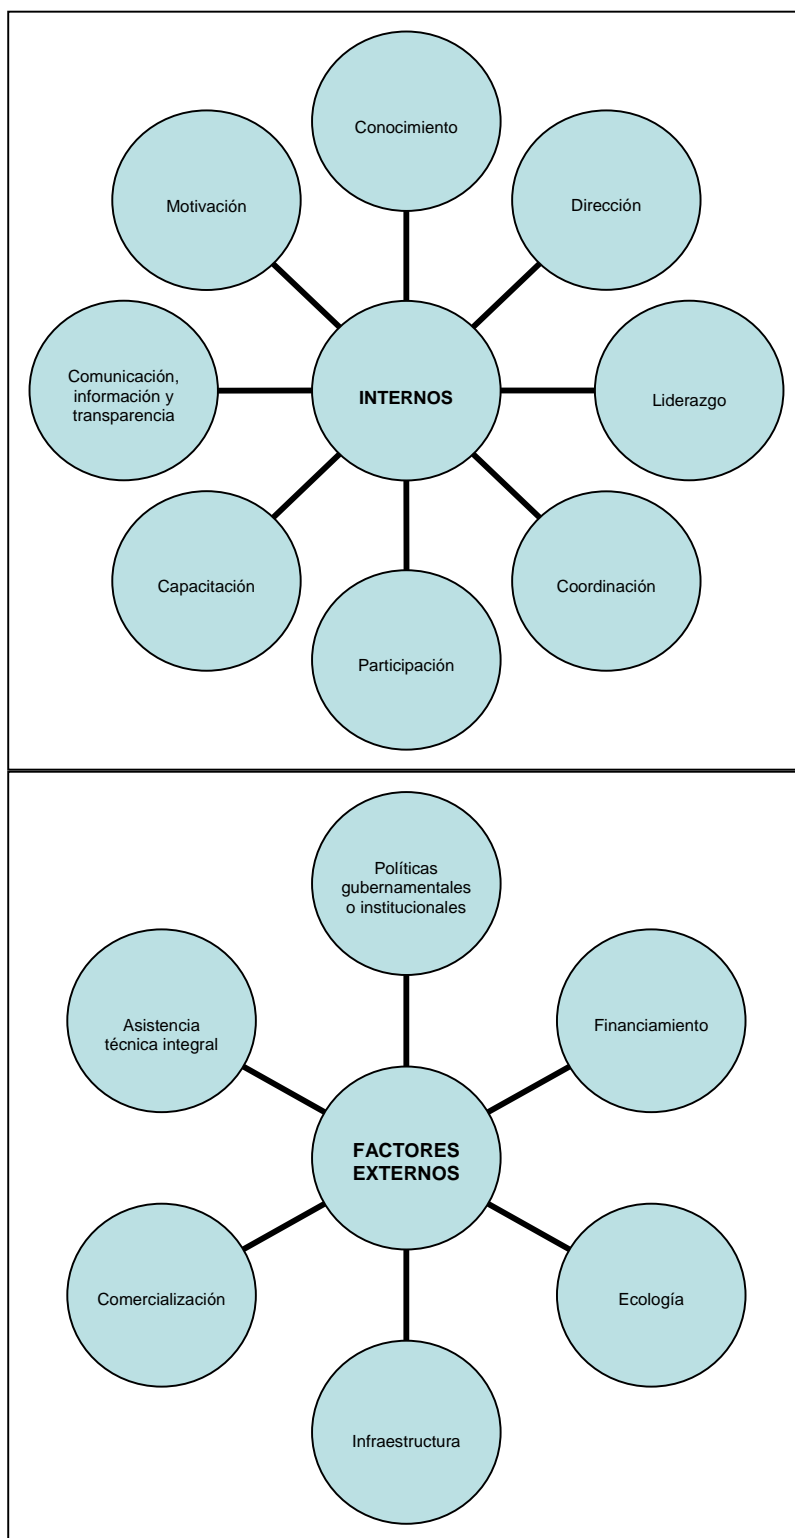 Conocimiento
Motivación
Dirección
Comunicación,
información y
transparencia
INTERNOS
Liderazgo
Capacitación
Coordinación
Participación
Políticas
gubernamentales
o institucionales
Asistencia
técnica integral
Financiamiento
FACTORES
EXTERNOS
Comercialización
Ecología
Infraestructura